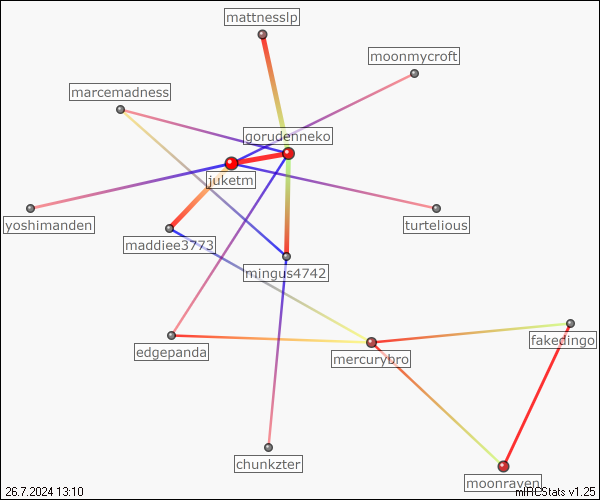 mattnesslp
moonmycroft
marcemadness
gorudenneko
juketm
yoshimanden
turtelious
maddiee3773
mingus4742
edgepanda
mercurybro
fakedingo
chunkzter
moonraven
26.7.2024 13:10
mIRCStats v1.25